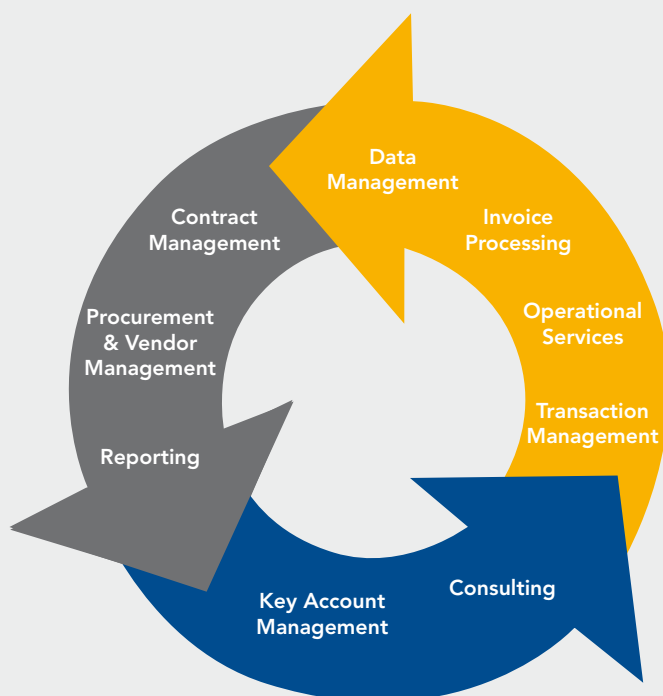 Data
Management
Invoice
Processing
Operational
Services
Transaction
Management
Consulting
Key Account
Management
Reporting
Procurement
& Vendor
Management
Contract
Management